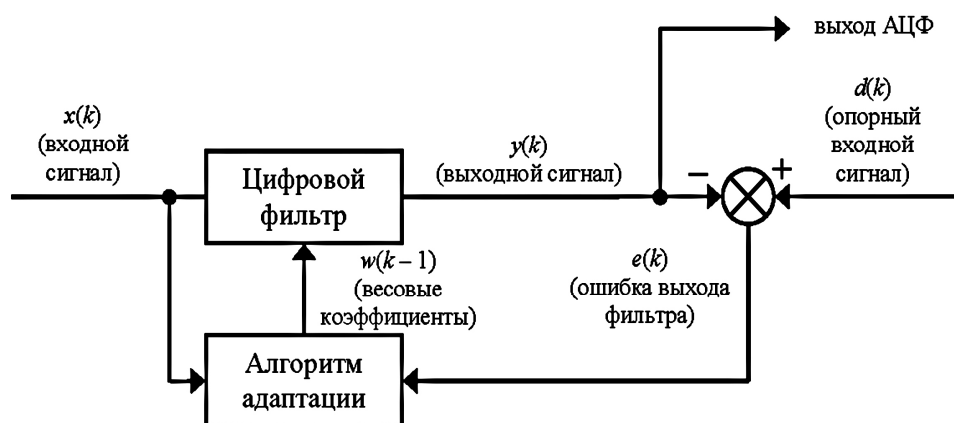 выход АЦФ
x(k)
(входной
сигнал)
Цифровой
фильтр
y(k)
(выходной сигнал)
–
+
d(k)
(опорный
входной
сигнал)
w(k – 1)
(весовые
коэффициенты)
e(k)
(ошибка выхода
фильтра)
Алгоритм
адаптации